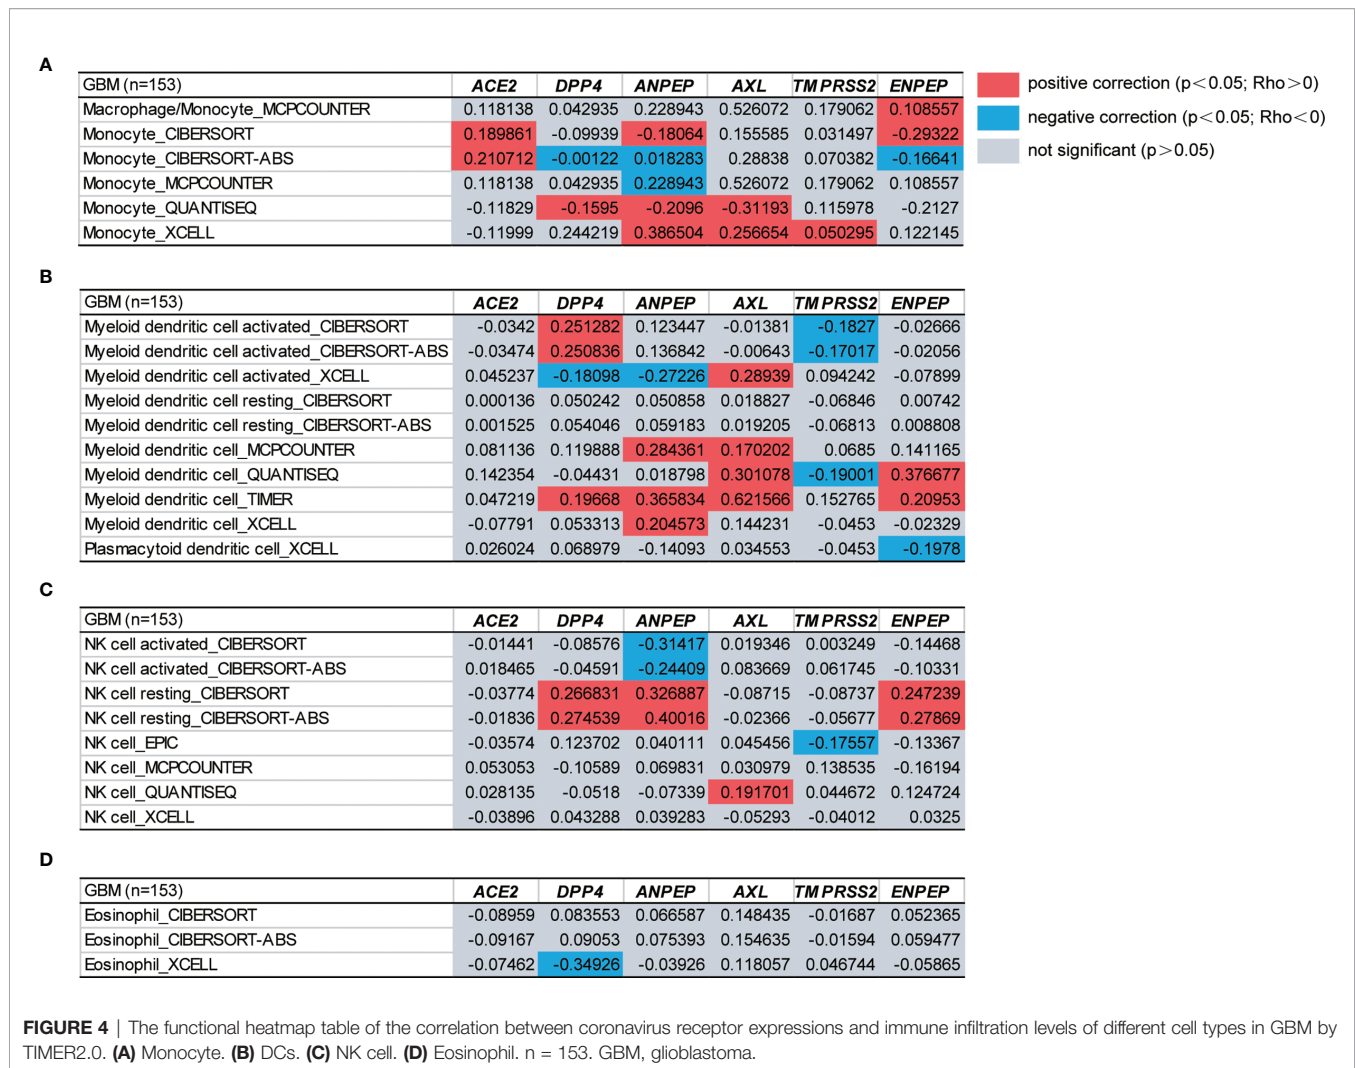 A
GBM (n=153) ACE2 DPP4 ANPEP AXL TMPRSS2 ENPEP
Macrophage/Monocyte_MCPCOUNTER 0.118138 0.042935 0.228943 0.526072 0.179062 0.108557
Monocyte_CIBERSORT 0.189861 -0.09939 -0.18064 0.155585 0.031497 -0.29322
Monocyte_CIBERSORT-ABS 0.210712 -0.00122 0.018283 0.28838 0.070382 -0.16641
Monocyte_MCPCOUNTER 0.118138 0.042935 0.228943 0.526072 0.179062 0.108557
Monocyte_QUANTISEQ -0.11829 -0.1595 -0.2096 -0.31193 0.115978 -0.2127
Monocyte_XCELL -0.11999 0.244219 0.386504 0.256654 0.050295 0.122145
positive correction (p<0.05; Rho>0)
negative correction (p<0.05; Rho<0)
not significant (p>0.05)
B
GBM (n=153) ACE2 DPP4 ANPEP AXL TMPRSS2 ENPEP
Myeloid dendritic cell activated_CIBERSORT -0.0342 0.251282 0.123447 -0.01381 -0.1827 -0.02666
Myeloid dendritic cell activated_CIBERSORT-ABS -0.03474 0.250836 0.136842 -0.00643 -0.17017 -0.02056
Myeloid dendritic cell activated_XCELL 0.045237 -0.18098 -0.27226 0.28939 0.094242 -0.07899
Myeloid dendritic cell resting_CIBERSORT 0.000136 0.050242 0.050858 0.018827 -0.06846 0.00742
Myeloid dendritic cell resting_CIBERSORT-ABS 0.001525 0.054046 0.059183 0.019205 -0.06813 0.008808
Myeloid dendritic cell_MCPCOUNTER 0.081136 0.119888 0.284361 0.170202 0.0685 0.141165
Myeloid dendritic cell_QUANTISEQ 0.142354 -0.04431 0.018798 0.301078 -0.19001 0.376677
Myeloid dendritic cell_TIMER 0.047219 0.19668 0.365834 0.621566 0.152765 0.20953
Myeloid dendritic cell_XCELL -0.07791 0.053313 0.204573 0.144231 -0.0453 -0.02329
Plasmacytoid dendritic cell_XCELL 0.026024 0.068979 -0.14093 0.034553 -0.0453 -0.1978
C
GBM (n=153) ACE2 DPP4 ANPEP AXL TMPRSS2 ENPEP
NK cell activated_CIBERSORT -0.01441 -0.08576 -0.31417 0.019346 0.003249 -0.14468
NK cell activated_CIBERSORT-ABS 0.018465 -0.04591 -0.24409 0.083669 0.061745 -0.10331
NK cell resting_CIBERSORT -0.03774 0.266831 0.326887 -0.08715 -0.08737 0.247239
NK cell resting_CIBERSORT-ABS -0.01836 0.274539 0.40016 -0.02366 -0.05677 0.27869
NK cell_EPIC -0.03574 0.123702 0.040111 0.045456 -0.17557 -0.13367
NK cell_MCPCOUNTER 0.053053 -0.10589 0.069831 0.030979 0.138535 -0.16194
NK cell_QUANTISEQ 0.028135 -0.0518 -0.07339 0.191701 0.044672 0.124724
NK cell_XCELL -0.03896 0.043288 0.039283 -0.05293 -0.04012 0.0325
D
GBM (n=153) ACE2 DPP4 ANPEP AXL TMPRSS2 ENPEP
Eosinophil_CIBERSORT -0.08959 0.083553 0.066587 0.148435 -0.01687 0.052365
Eosinophil_CIBERSORT-ABS -0.09167 0.09053 0.075393 0.154635 -0.01594 0.059477
Eosinophil_XCELL -0.07462 -0.34926 -0.03926 0.118057 0.046744 -0.05865
FIGURE 4 | The functional heatmap table of the correlation between coronavirus receptor expressions and immune infiltration levels of different cell types in GBM by
TIMER2.0. (A) Monocyte. (B) DCs. (C) NK cell. (D) Eosinophil. n = 153. GBM, glioblastoma.